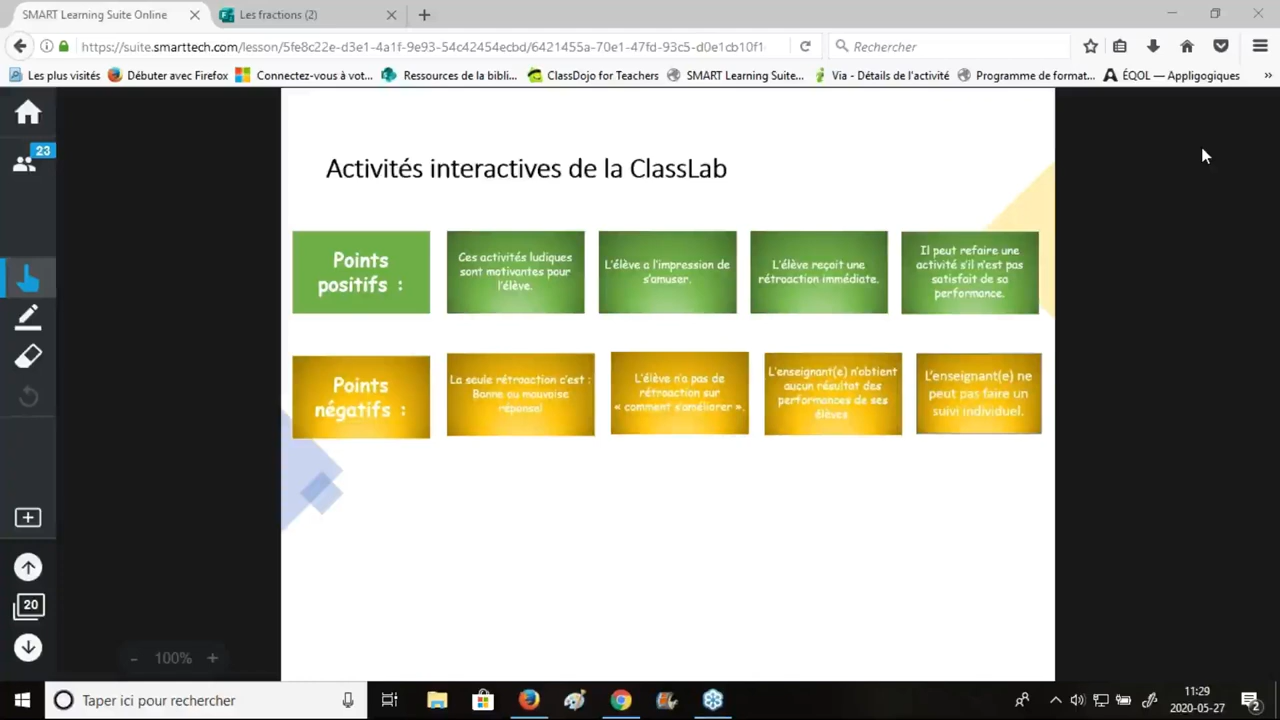 SMART Learning Suite Online
Les fractions (2)
https://suite.smarttech.com/lesson/5fe8c22e-d3e1-4a1f-9e93-54c42454ecbd/6421455a-70e1-47fd-93c5-d0e1cb10f1
Rechercher
Les plus visités
Débuter avec Firefox
Connectez-vous à vot...
Ressources de la bibli...
ClassDojo for Teachers
SMART Learning Suite...
Via - Détails de l'activité
Programme de format...
ÉQOL — Appligogiques
23
Activités interactives de la ClassLab
Points
positifs :
Ces activités ludiques
sont motivantes pour
l'élève.
L'élève a l'impression de
s'amuser.
L'élève reçoit une
rétroaction immédiate.
Il peut refaire une
activité s'il n'est pas
satisfait de sa
performance.
Points
négatifs :
La seule rétroaction c'est :
Bonne ou mauvaise
réponse!
L'élève n'a pas de
rétroaction sur
« comment s'améliorer ».
L'enseignant(e) n'obtient
aucun résultat des
performances de ses
élèves.
L'enseignant(e) ne
peut pas faire un
suivi individuel.
20
- 100% +
Taper ici pour rechercher
11:29
2020-05-27
2